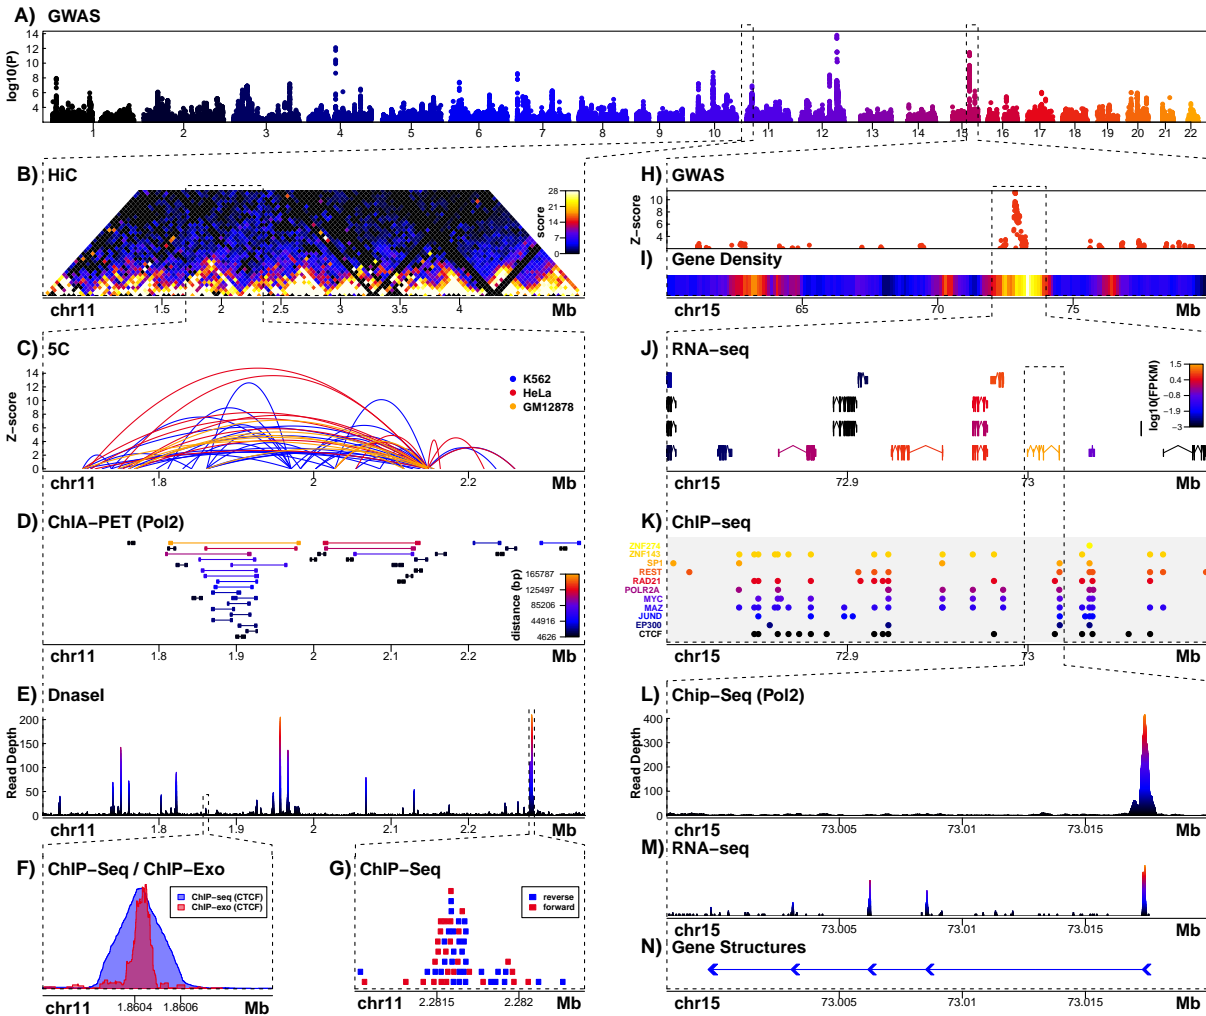 A) GWAS
log10(P)
14
12
10
8
6
4
1 2 3 4 5 6 7 8 9 10 11 12 13 14 15 16 17 18 19 20 21 22
B) HiC
score
28
21
14
7
0
chr11 1.5 2 2.5 3 3.5 4 Mb
C) 5C
Z−score
14
12
10
8
6
4
2
0
K562
HeLa
GM12878
chr11 1.8 2 2.2 Mb
D) ChIA−PET (Pol2)
distance (bp)
165787
125497
85206
44916
4626
chr11 1.8 1.9 2 2.1 2.2 Mb
E) DnaseI
Read Depth
200
150
100
50
0
chr11 1.8 1.9 2 2.1 2.2 Mb
F) ChIP−Seq / ChIP−Exo
ChIP−seq (CTCF)
ChIP−exo (CTCF)
chr11 1.8604 1.8606 Mb
G) ChIP−Seq
reverse
forward
chr11 2.2815 2.282 Mb
H) GWAS
Z−score
10
8
6
4
I) Gene Density
chr15 65 70 75 Mb
J) RNA−seq
log10(FPKM)
1.5
0.4
−0.8
−1.9
−3
chr15 72.9 73 Mb
K) ChIP−seq
ZNF274
ZNF143
SP1
REST
RAD21
POLR2A
MYC
MAZ
JUND
EP300
CTCF
chr15 72.9 73 Mb
L) Chip−Seq (Pol2)
Read Depth
400
300
200
100
0
chr15 73.005 73.01 73.015 Mb
M) RNA−seq
chr15 73.005 73.01 73.015 Mb
N) Gene Structures
chr15 73.005 73.01 73.015 Mb